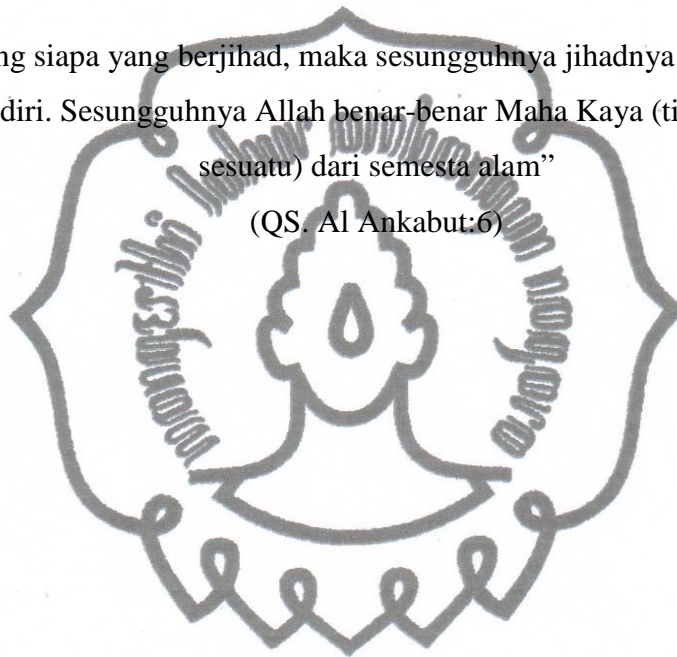 ng siapa yang berjihad, maka sesungguhnya jihadnya
diri. Sesungguhnya Allah benar-benar Maha Kaya (ti
sesuatu) dari semesta alam”
(QS. Al Ankabut:6)